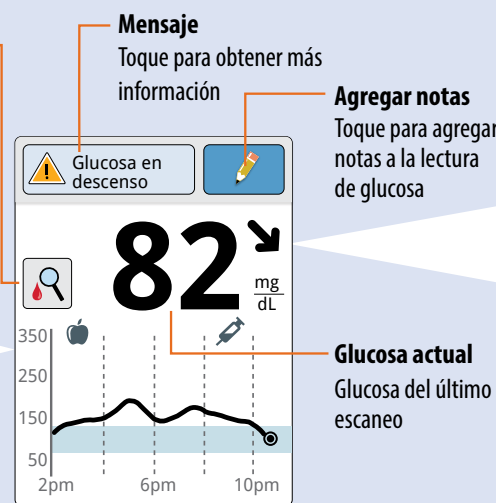 Mensaje
Toque para obtener más
información
Agregar notas
Toque para agregar
notas a la lectura
de glucosa
Glucosa en
descenso
82
mg
dL
Glucosa actual
Glucosa del último
escaneo
350
250
150
50
2pm 6pm 10pm